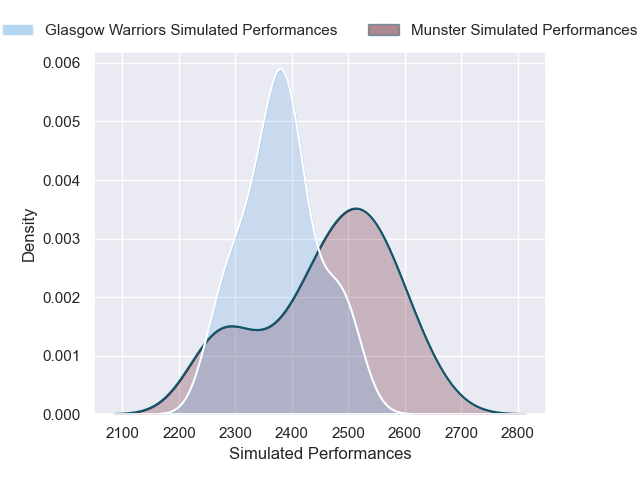 Glasgow Warriors Simulated Performances
Munster Simulated Performances
0.006
0.005
0.004
0.003
0.002
0.001
0.000
Density
2100 2200 2300 2400 2500 2600 2700 2800
Simulated Performances